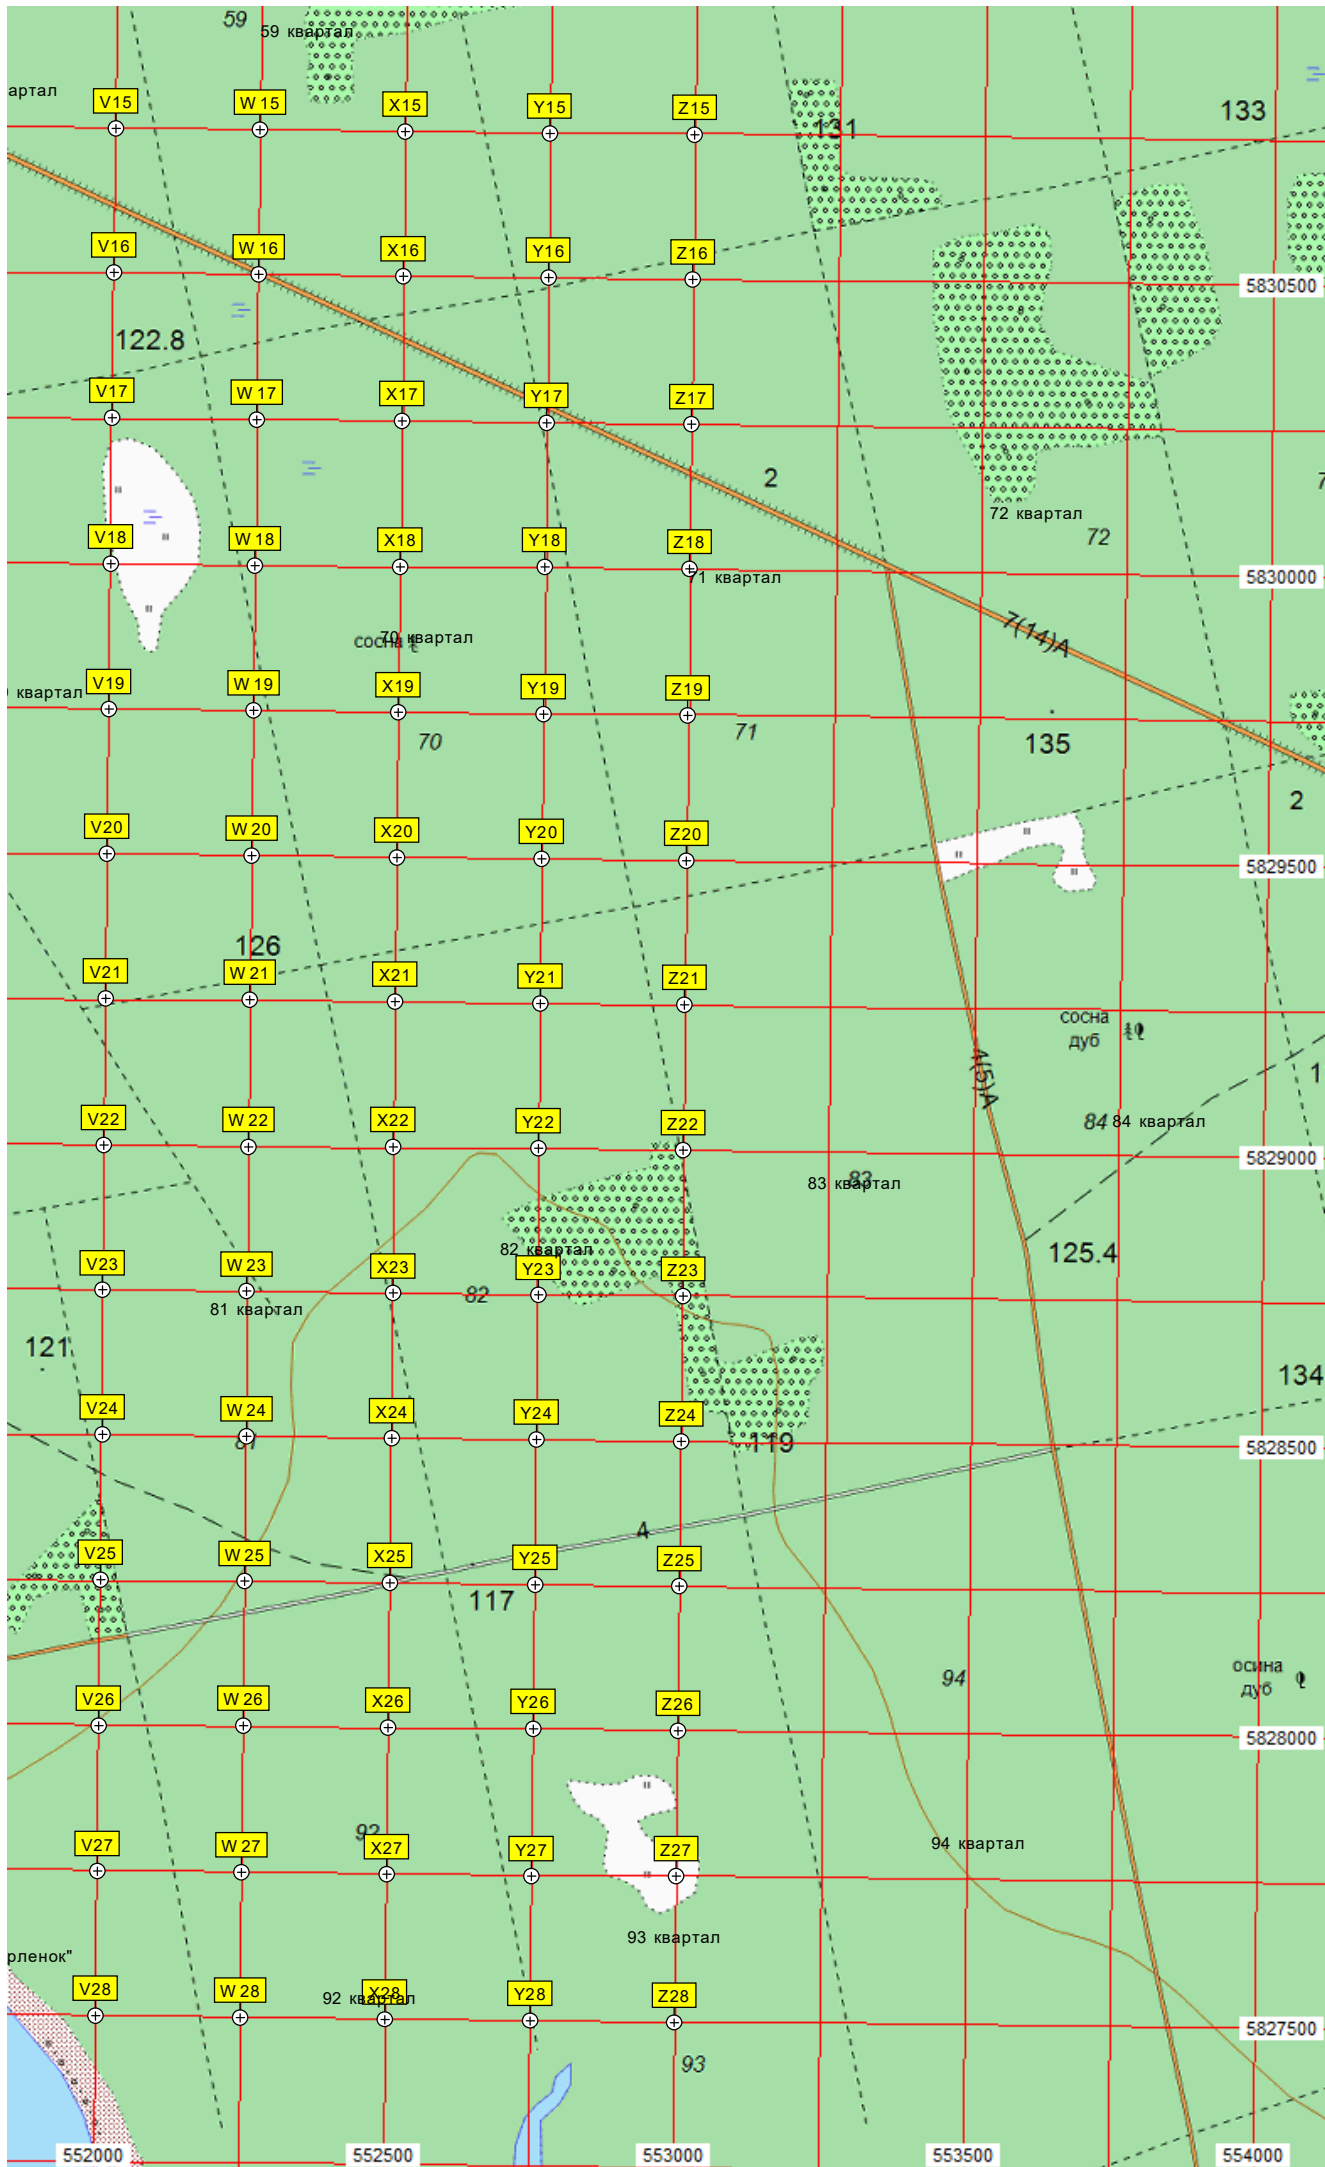 59
59 квартал
артал
V15
W15
X15
Y15
Z15
131
133
V16
W16
X16
Y16
Z16
5830500
122.8
V17
W17
X17
Y17
Z17
2
72 квартал
72
V18
W18
X18
Y18
Z18
71 квартал
5830000
7(14)А
сосна
70 квартал
квартал
V19
W19
X19
Y19
Z19
70
71
135
2
V20
W20
X20
Y20
Z20
5829500
126
V21
W21
X21
Y21
Z21
сосна
дуб
4(5)А
1
V22
W22
X22
Y22
Z22
84
84 квартал
5829000
83
83 квартал
82 квартал
125.4
V23
W23
X23
Y23
Z23
82
81 квартал
121
134
V24
W24
X24
Y24
Z24
81
119
5828500
4
V25
W25
X25
Y25
Z25
117
94
осина
дуб
V26
W26
X26
Y26
Z26
5828000
92
V27
W27
X27
Y27
Z27
94 квартал
93 квартал
рленок"
V28
W28
X28
Y28
Z28
92 квартал
5827500
93
552000
552500
553000
553500
554000